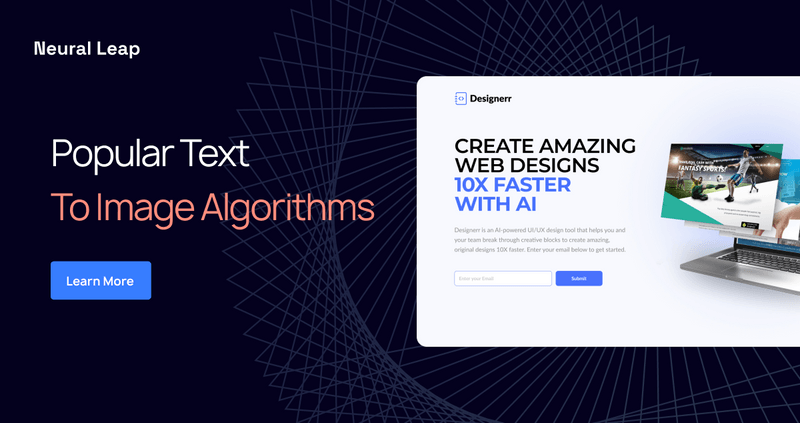 Neural Leap
Popular Text
To Image Algorithms
Learn More
Designerr
CREATE AMAZING
WEB DESIGNS
10X FASTER
WITH AI
Designerr is an AI-powered UI/UX design tool that helps you and
your team break through creative blocks to create amazing,
original designs 10X faster. Enter your email below to get started.
Enter your Email
Submit
FANTASY SPORTS!